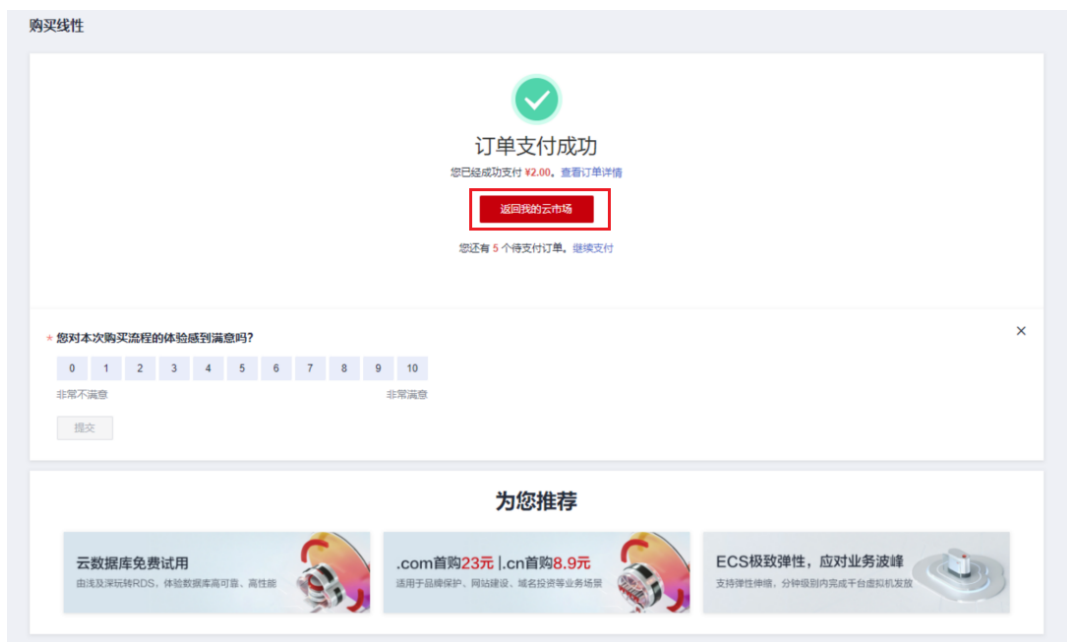 购买线性
订单支付成功
您已经成功支付 ¥2.00。查看订单详情
返回我的云市场
您还有 5 个待支付订单。继续支付
* 您对本次购买流程的体验感到满意吗?
0 1 2 3 4 5 6 7 8 9 10
非常不满意 非常满意
提交
为您推荐
云数据库免费试用
由浅及深玩转RDS，体验数据库高可靠、高性能
.com首购23元 | .cn首购8.9元
适用于品牌保护、网站建设、域名投资等业务场景
ECS极致弹性，应对业务波峰
支持弹性伸缩，分钟级别内完成千台虚拟机发放